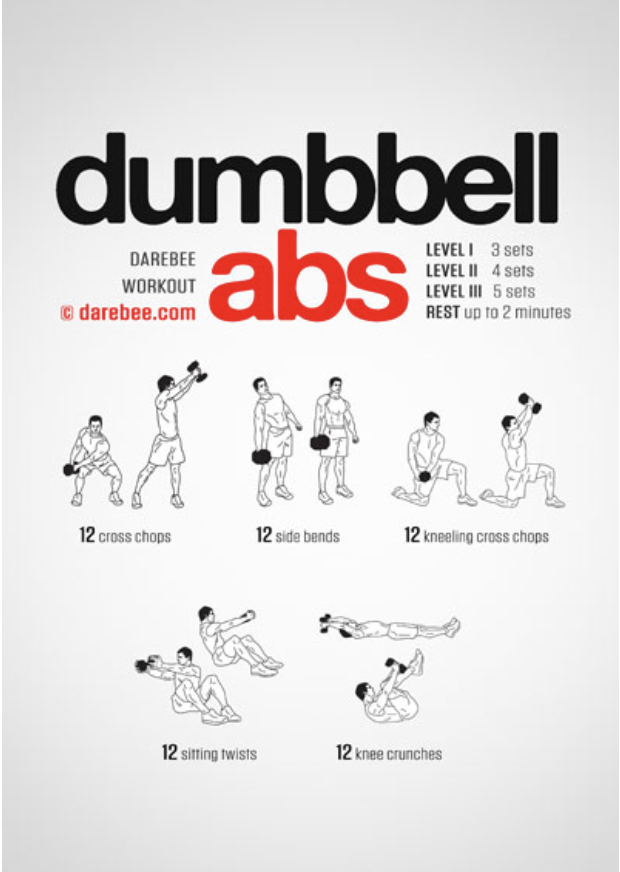 dumbbell
abs
DAREBEE
WORKOUT
© darebee.com
LEVEL I 3 sets
LEVEL II 4 sets
LEVEL III 5 sets
REST up to 2 minutes
12 cross chops
12 side bends
12 kneeling cross chops
12 sitting twists
12 knee crunches